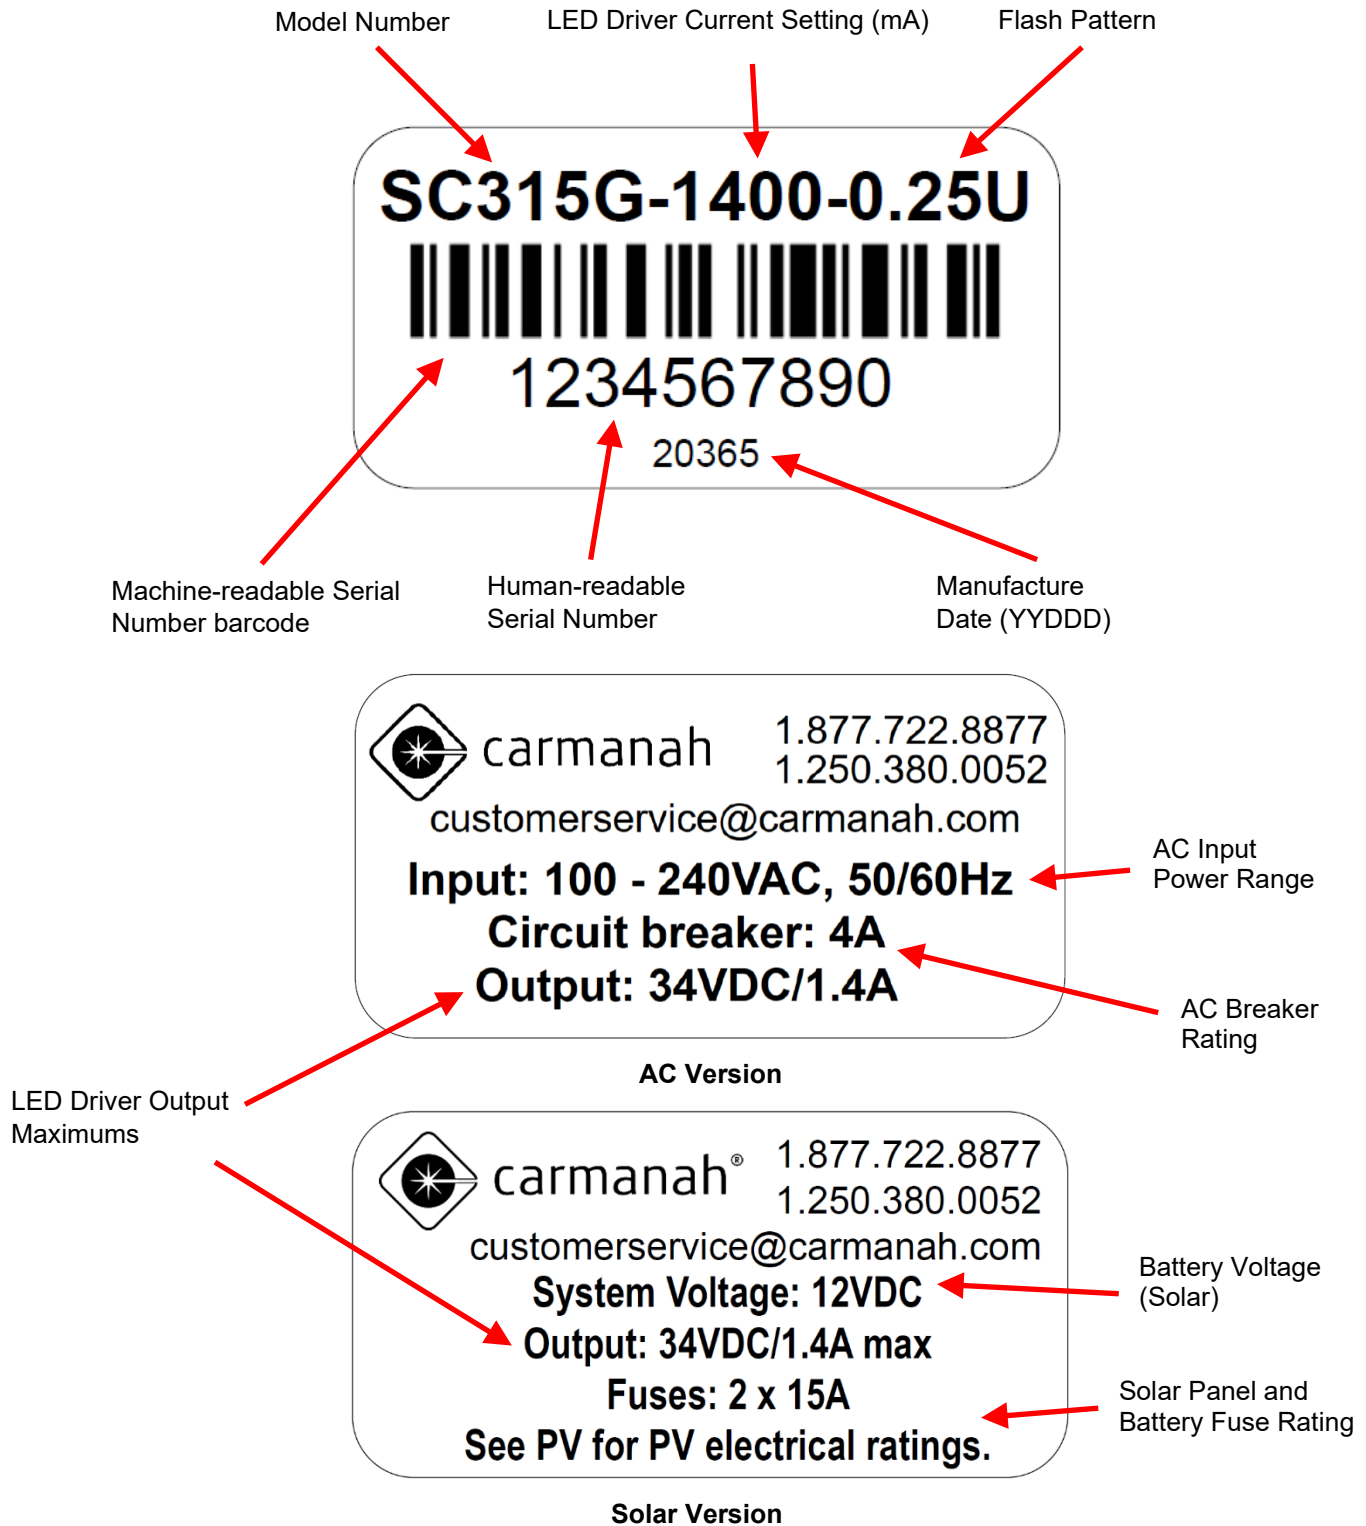 Model Number
LED Driver Current Setting (mA)
Flash Pattern
SC315G-1400-0.25U
1234567890
20365
Machine-readable Serial
Number barcode
Human-readable
Serial Number
Manufacture
Date (YYDDD)
carmanah
1.877.722.8877
1.250.380.0052
customerservice@carmanah.com
Input: 100 - 240VAC, 50/60Hz
Circuit breaker: 4A
Output: 34VDC/1.4A
AC Input
Power Range
AC Breaker
Rating
AC Version
LED Driver Output
Maximums
carmanah®
1.877.722.8877
1.250.380.0052
customerservice@carmanah.com
System Voltage: 12VDC
Output: 34VDC/1.4A max
Fuses: 2 x 15A
See PV for PV electrical ratings.
Battery Voltage
(Solar)
Solar Panel and
Battery Fuse Rating
Solar Version